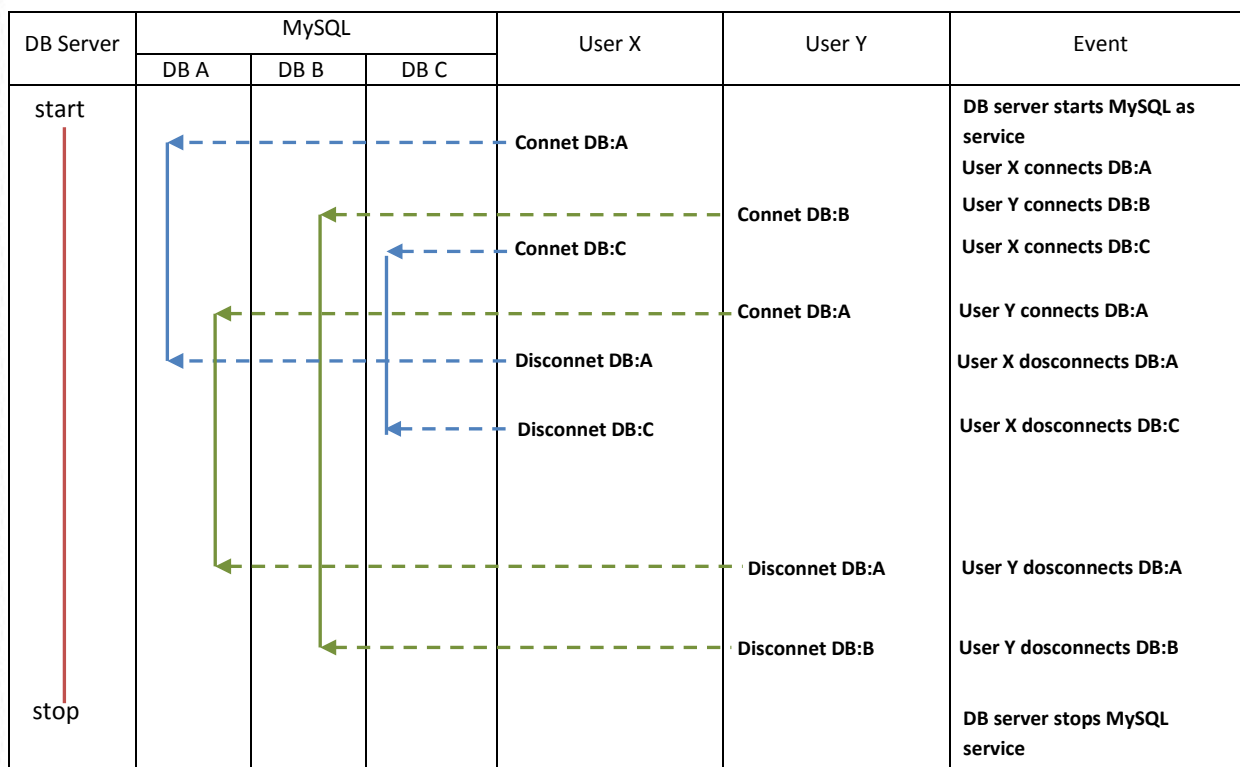 DB Server
MySQL
User X
User Y
Event
DB A
DB B
DB C
start
DB server starts MySQL as
service
Connet DB:A
User X connects DB:A
Connet DB:B
User Y connects DB:B
Connet DB:C
User X connects DB:C
Connet DB:A
User Y connects DB:A
Disconnet DB:A
User X dosconnects DB:A
Disconnet DB:C
User X dosconnects DB:C
Disconnet DB:A
User Y dosconnects DB:A
Disconnet DB:B
User Y dosconnects DB:B
stop
DB server stops MySQL
service